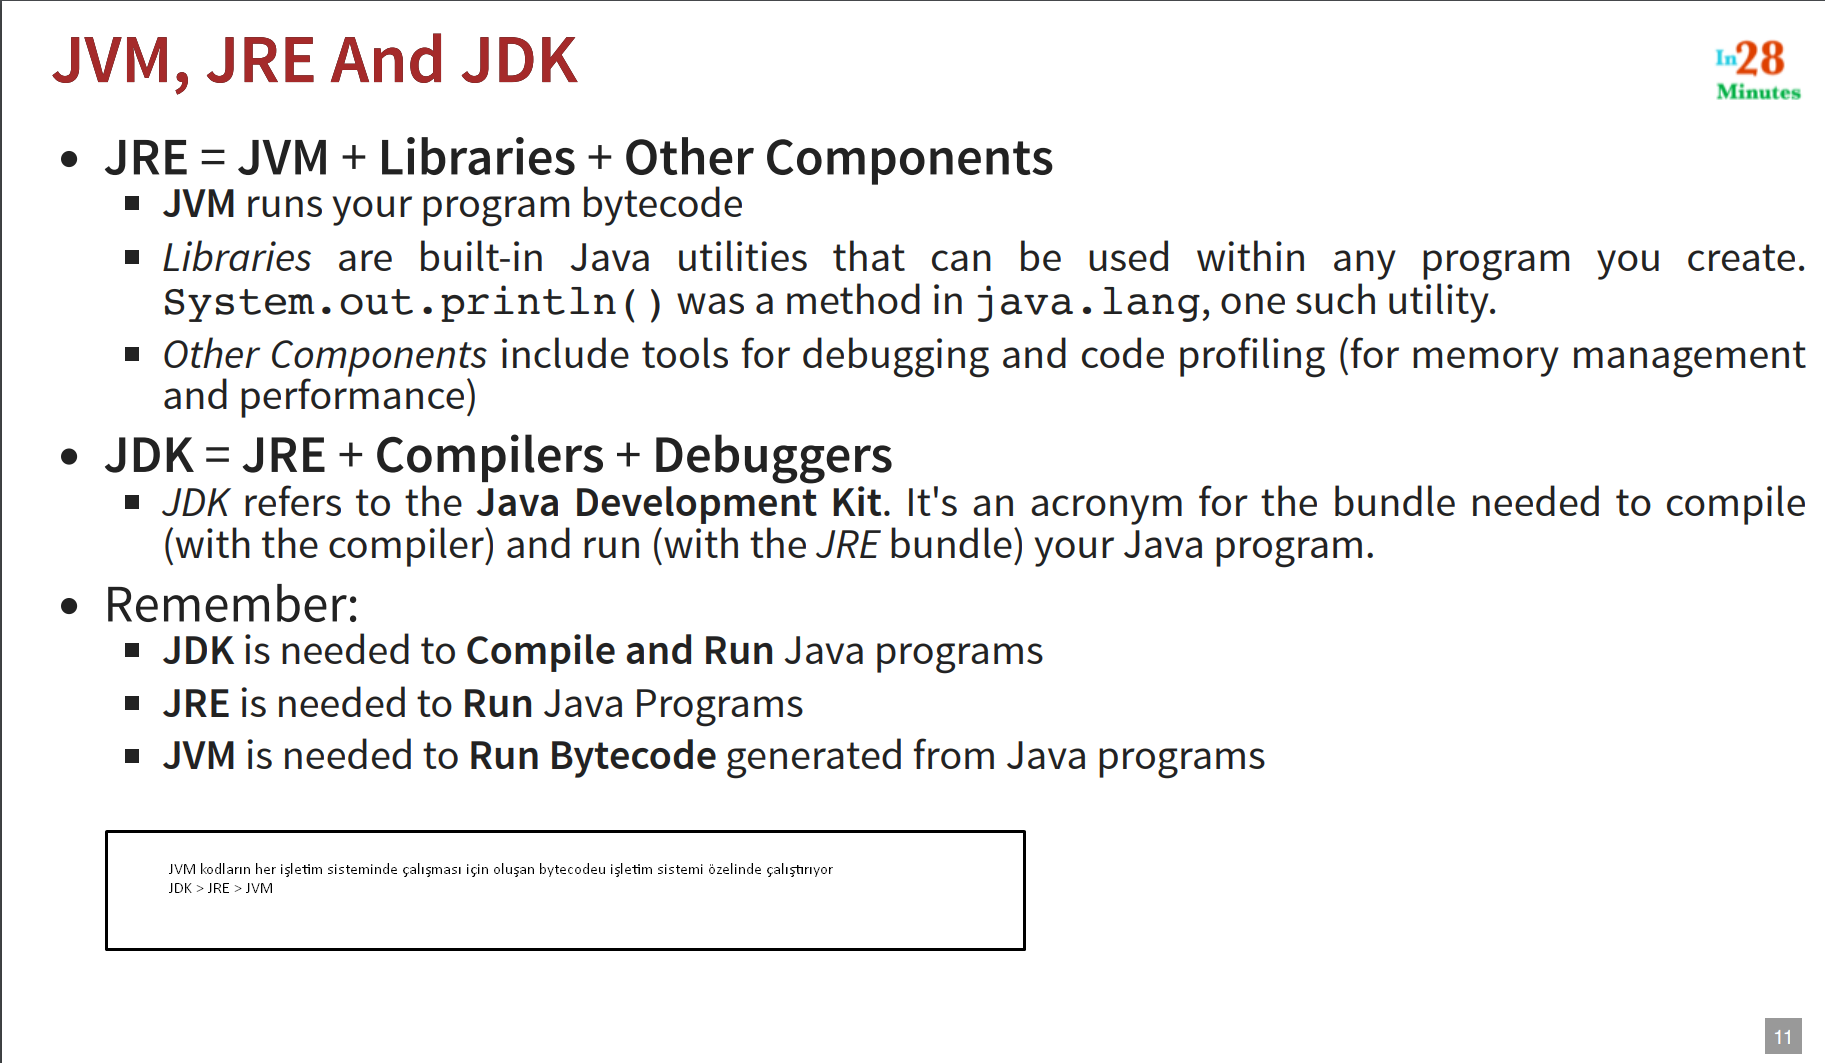 JVM, JRE And JDK
In28
Minutes
• JRE = JVM + Libraries + Other Components
▪ JVM runs your program bytecode
▪ Libraries are built-in Java utilities that can be used within any program you create.
System.out.println() was a method in java.lang, one such utility.
▪ Other Components include tools for debugging and code profiling (for memory management
and performance)
• JDK = JRE + Compilers + Debuggers
▪ JDK refers to the Java Development Kit. It's an acronym for the bundle needed to compile
(with the compiler) and run (with the JRE bundle) your Java program.
• Remember:
▪ JDK is needed to Compile and Run Java programs
▪ JRE is needed to Run Java Programs
▪ JVM is needed to Run Bytecode generated from Java programs
JVM kodların her işletim sisteminde çalışması için oluşan bytecodeu işletim sistemi özelinde çalıştırıyor
JDK > JRE > JVM
11